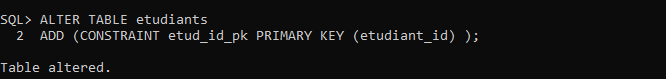 SQL> ALTER TABLE etudiants
  2  ADD (CONSTRAINT etud_id_pk PRIMARY KEY (etudiant_id) );
Table altered.